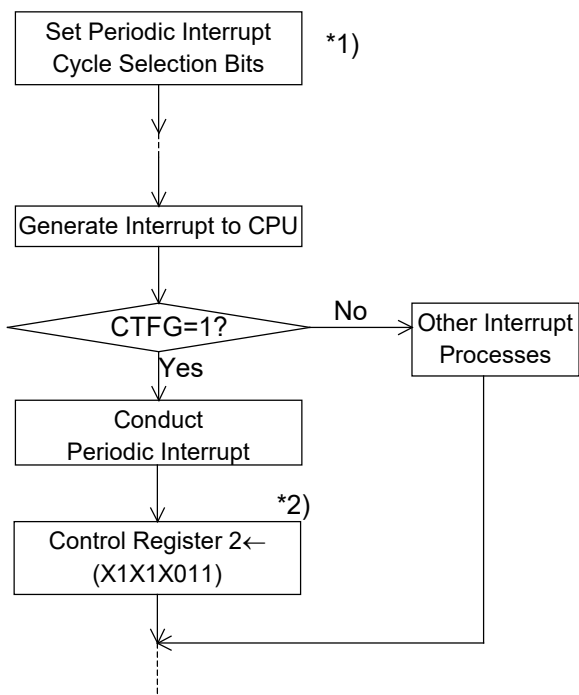 Set Periodic Interrupt
Cycle Selection Bits
*1)
Generate Interrupt to CPU
CTFG=1?
No
Other Interrupt
Processes
Yes
Conduct
Periodic Interrupt
*2)
Control Register 2←
(X1X1X011)